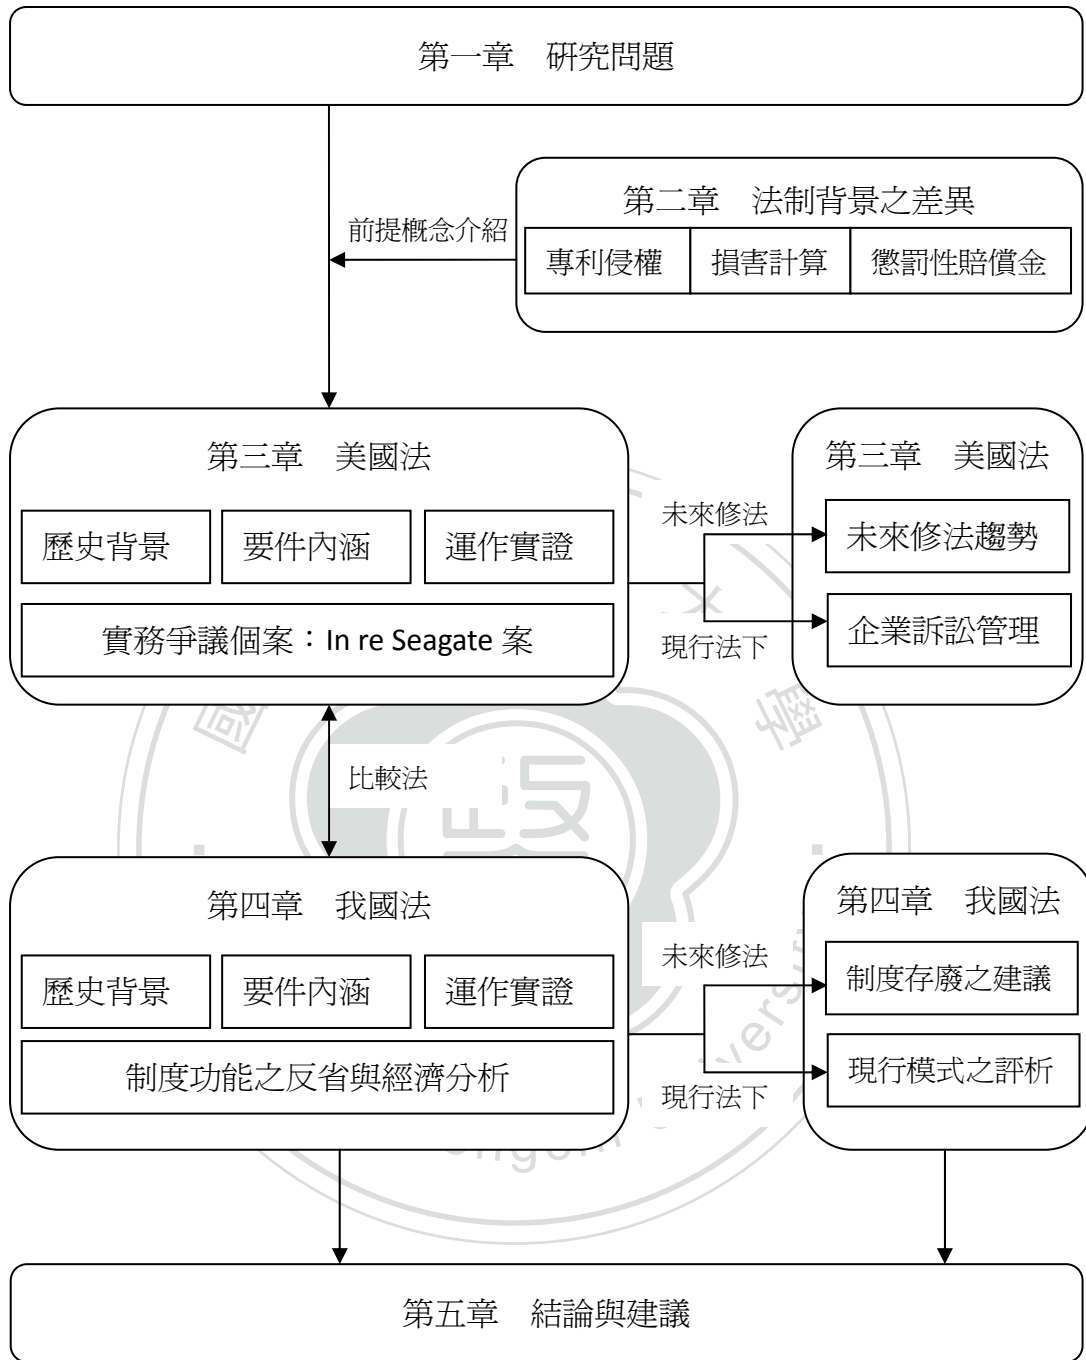 第一章　研究問題
第二章　法制背景之差異
前提概念介紹
專利侵權
損害計算
懲罰性賠償金
第三章　美國法
歷史背景
要件內涵
運作實證
實務爭議個案：In re Seagate 案
未來修法
現行法下
第三章　美國法
未來修法趨勢
企業訴訟管理
比較法
第四章　我國法
歷史背景
要件內涵
運作實證
制度功能之反省與經濟分析
未來修法
現行法下
第四章　我國法
制度存廢之建議
現行模式之評析
第五章　結論與建議
國
學
政